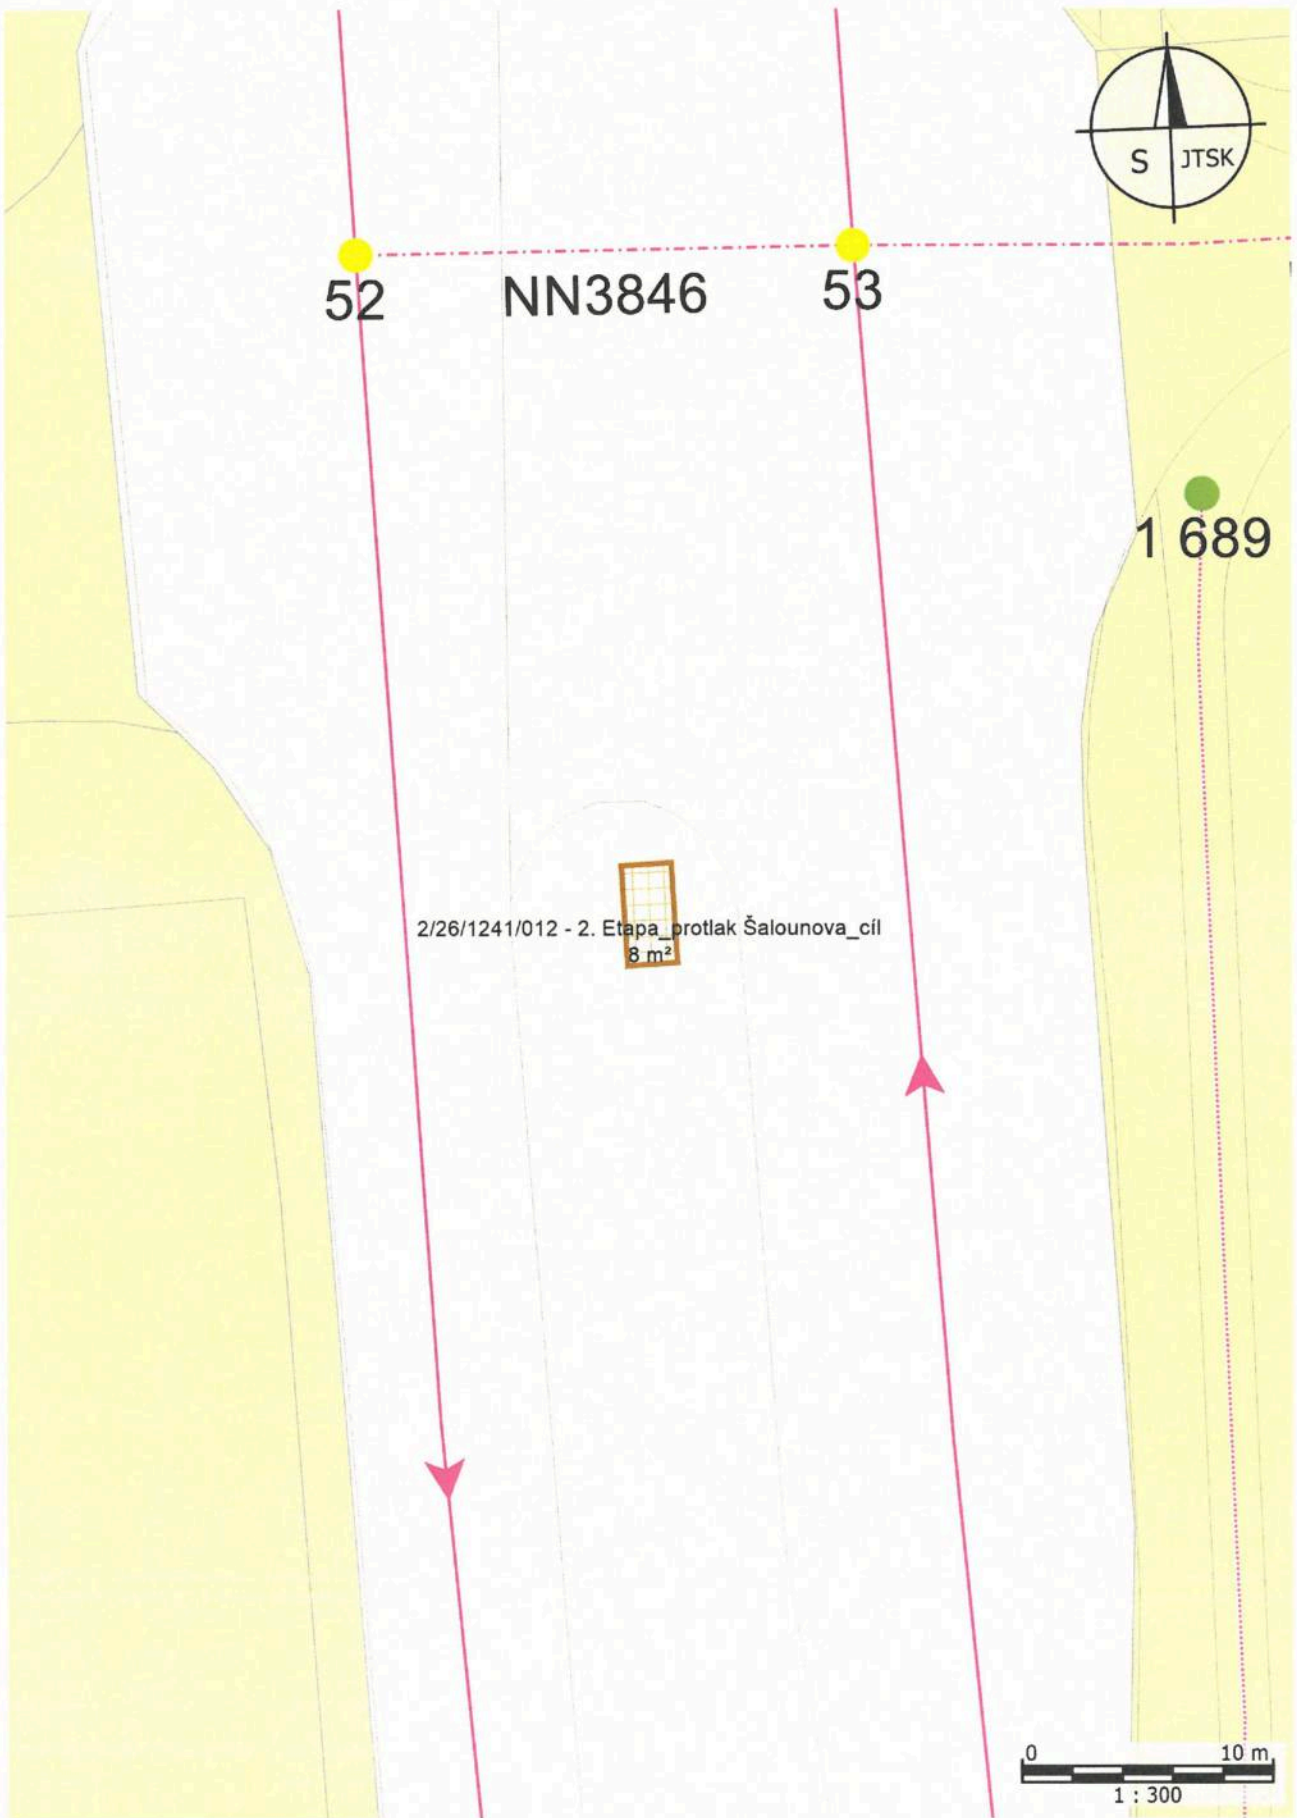 S JTSK
52 NN3846 53
1 689
2/26/1241/012 - 2. Etapa_protlak Šalounova_cíl
8 m²
0 10 m
1 : 300